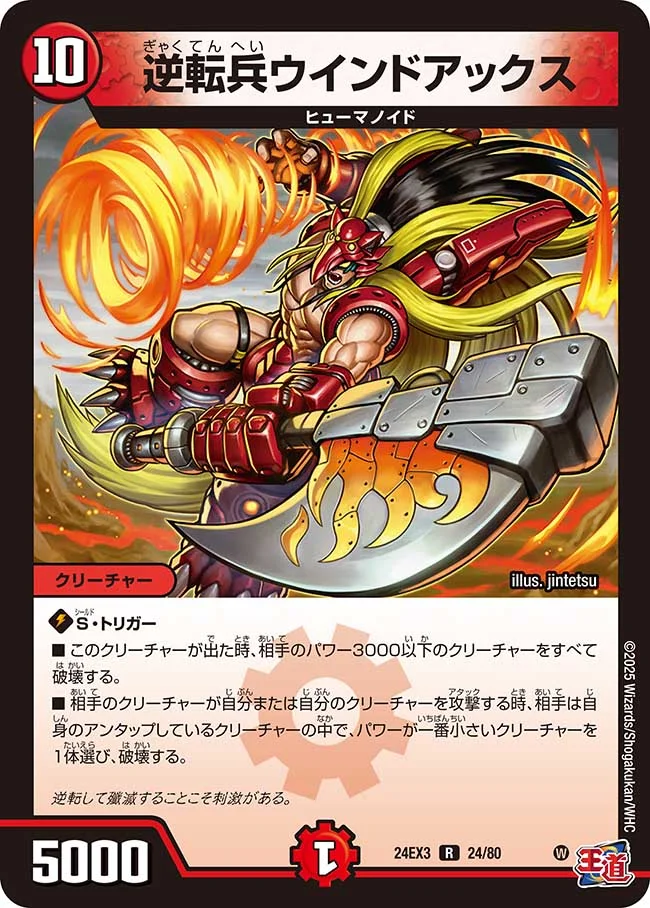 10
ぎゃくてんへい
逆転兵ウインドアックス
ヒューマノイド
クリーチャー
illus. jintetsu
シールド
S・トリガー
■このクリーチャーが出た時、相手のパワー3000以下のクリーチャーをすべて
破壊する。
■相手のクリーチャーが自分または自分のクリーチャーを攻撃する時、相手は自
身のアンタップしているクリーチャーの中で、パワーが一番小さいクリーチャーを
1体選び、破壊する。
逆転して殲滅することこそ刺激がある。
©2025 Wizards/Shogakukan/WHC
5000
1
24EX3 R 24/80
W
王道